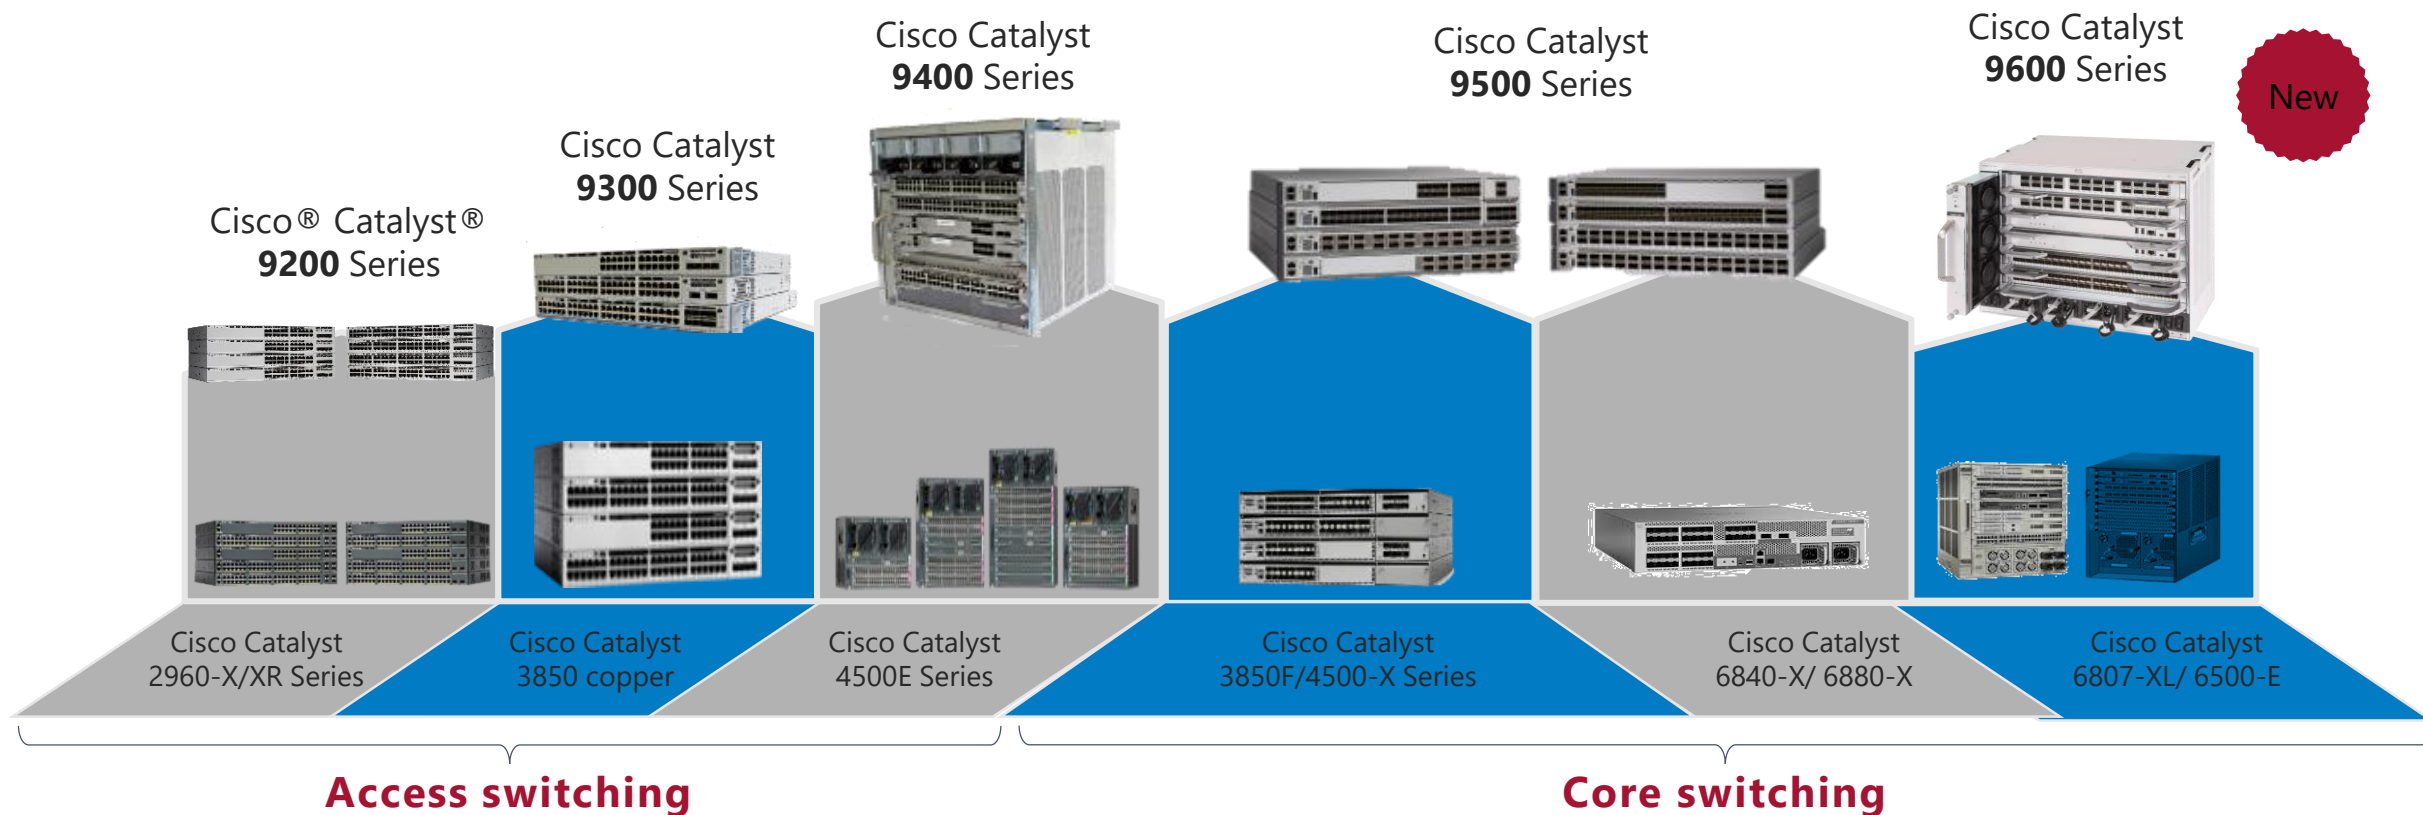 Cisco® Catalyst®
9200 Series
Cisco Catalyst
9300 Series
Cisco Catalyst
9400 Series
Cisco Catalyst
9500 Series
Cisco Catalyst
9600 Series
New
Cisco Catalyst
2960-X/XR Series
Cisco Catalyst
3850 copper
Cisco Catalyst
4500E Series
Cisco Catalyst
3850F/4500-X Series
Cisco Catalyst
6840-X/ 6880-X
Cisco Catalyst
6807-XL/ 6500-E
Access switching
Core switching